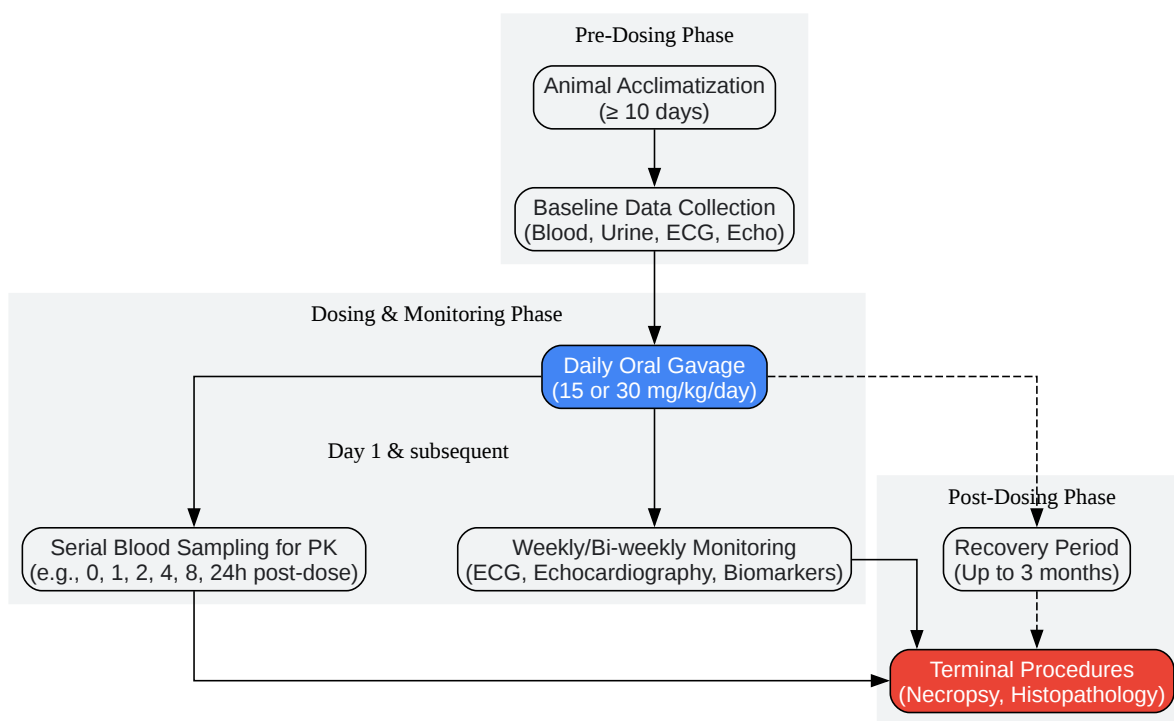 Pre-Dosing Phase
Animal Acclimatization
(≥ 10 days)
Baseline Data Collection
(Blood, Urine, ECG, Echo)
Dosing & Monitoring Phase
Daily Oral Gavage
(15 or 30 mg/kg/day)
Day 1 & subsequent
Serial Blood Sampling for PK
(e.g., 0, 1, 2, 4, 8, 24h post-dose)
Weekly/Bi-weekly Monitoring
(ECG, Echocardiography, Biomarkers)
Post-Dosing Phase
Recovery Period
(Up to 3 months)
Terminal Procedures
(Necropsy, Histopathology)